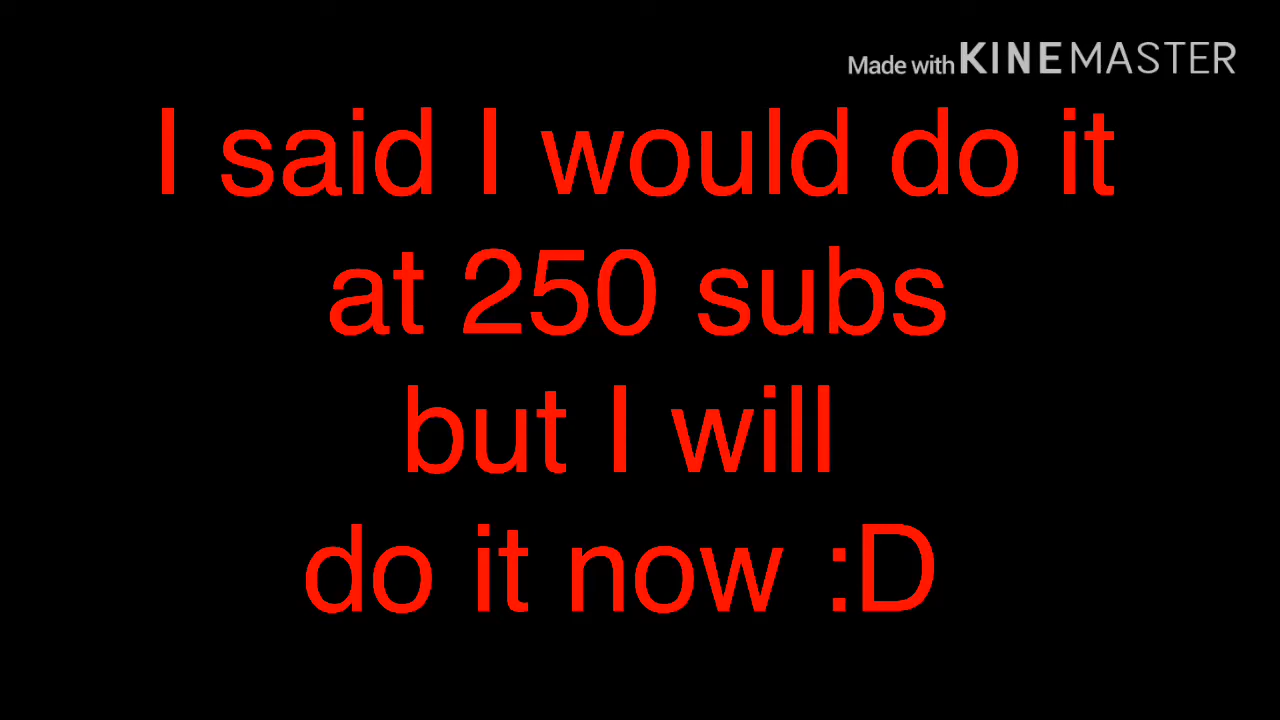 Made with KINEMASTER
I said I would do it
at 250 subs
but I will
do it now :D